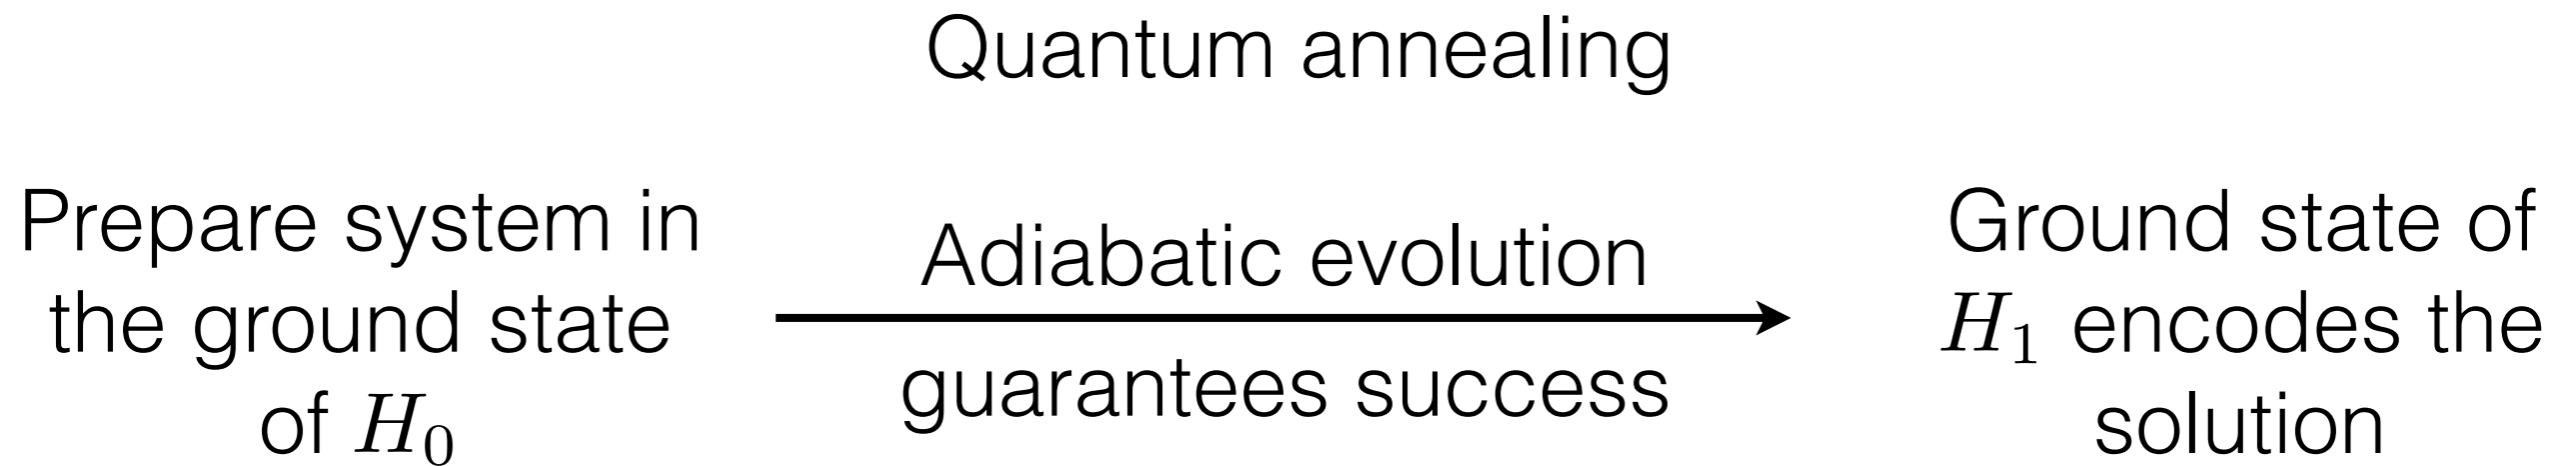 Quantum annealing
Prepare system in
the ground state
of H₀
Adiabatic evolution
guarantees success
Ground state of
H₁ encodes the
solution